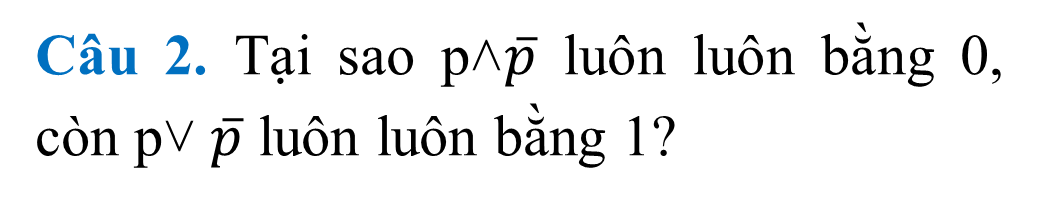 Câu 2. Tại sao p∧p̄ luôn luôn bằng 0,
còn p∨ p̄ luôn luôn bằng 1?